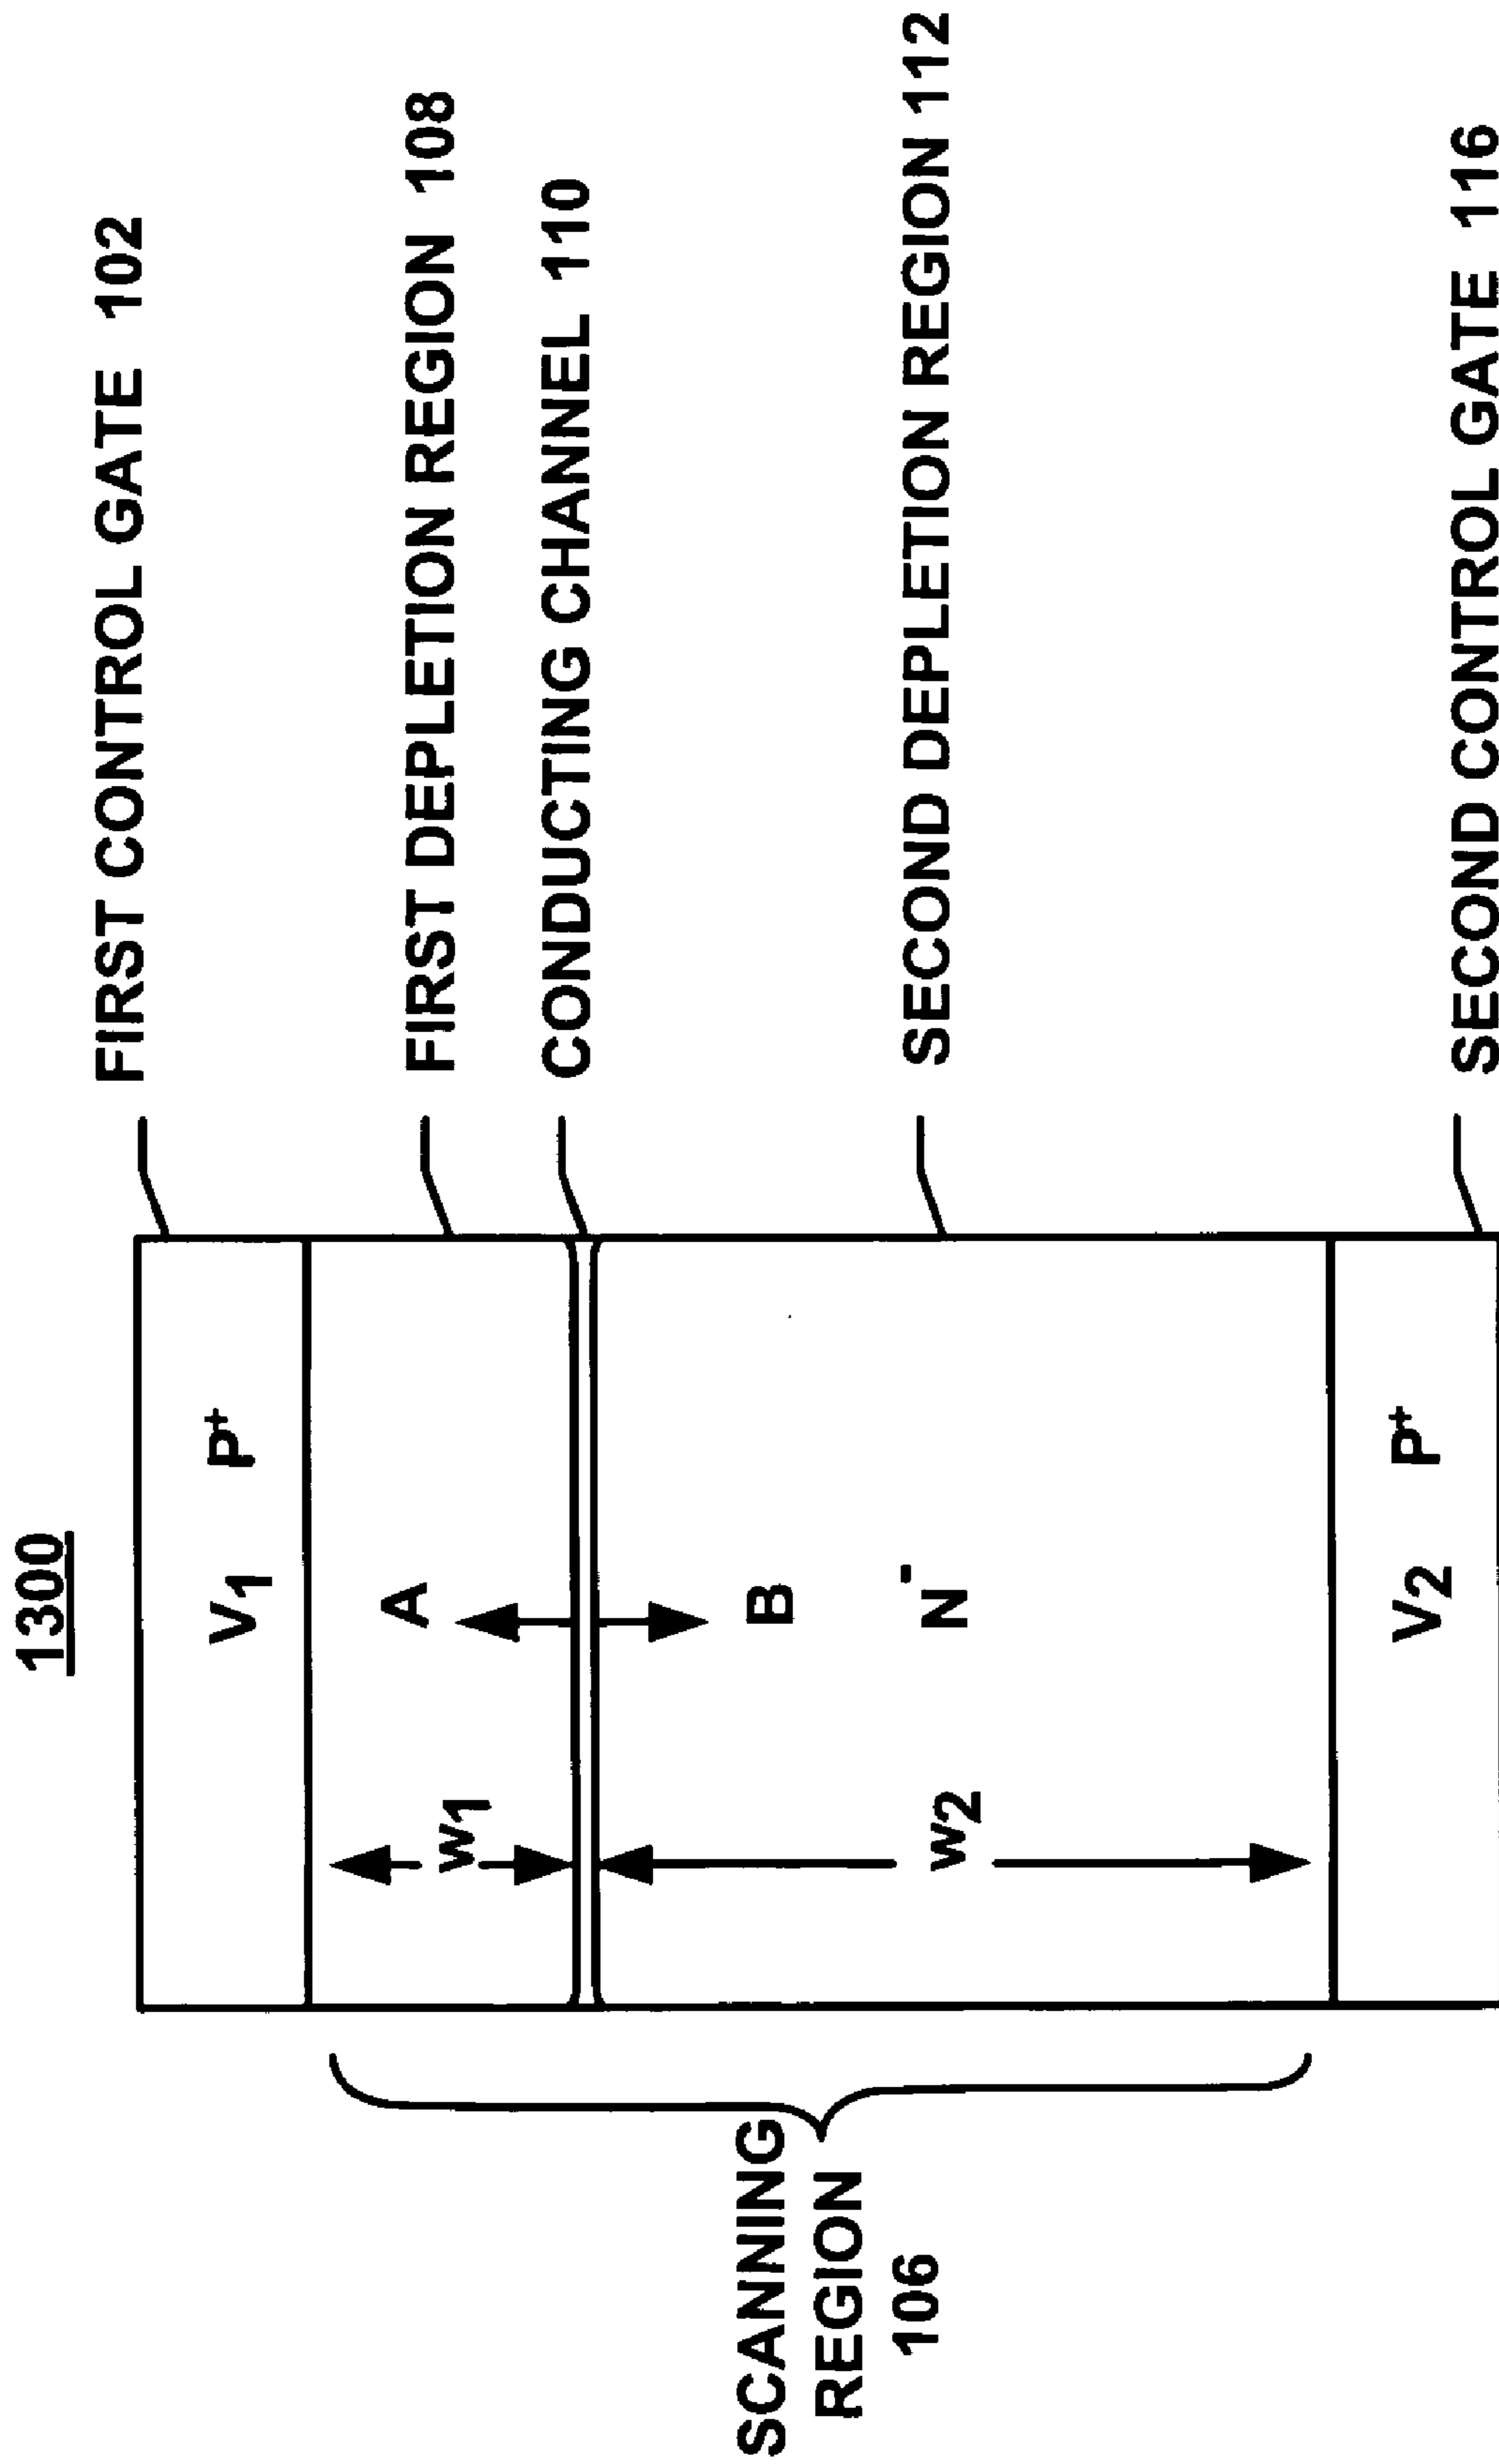 1300
FIRST CONTROL GATE 102
V1 P+
FIRST DEPLETION REGION 108
A
W1
CONDUCTING CHANNEL 110
B
SCANNING
REGION
106
W2
N-
SECOND DEPLETION REGION 112
V2 P+
SECOND CONTROL GATE 116